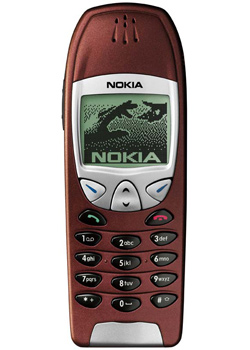 NOKIA
NOKIA
1 2abc 3def
4ghi 5jkl 6mno
7pqrs 8tuv 9wxyz
* + 0 #